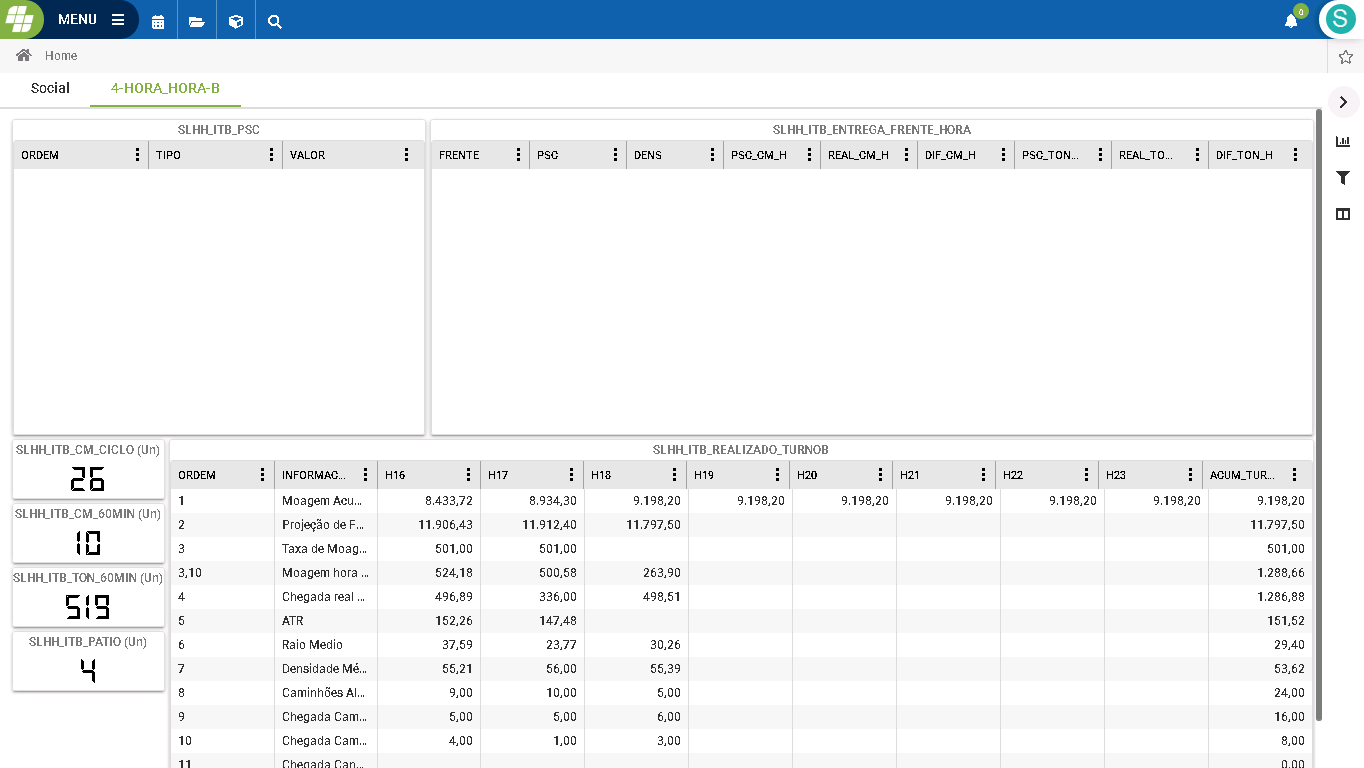 MENU
0
S
Home
Social 4-HORA_HORA-B
SLHH_ITB_PSC
ORDEM TIPO VALOR
SLHH_ITB_ENTREGA_FRENTE_HORA
FRENTE PSC DENS PSC_CM_H REAL_CM_H DIF_CM_H PSC_TON... REAL_TO... DIF_TON_H
SLHH_ITB_CM_CICLO (Un)
26
SLHH_ITB_CM_60MIN (Un)
10
SLHH_ITB_TON_60MIN (Un)
519
SLHH_ITB_PATIO (Un)
4
SLHH_ITB_REALIZADO_TURNOB
ORDEM INFORMAC... H16 H17 H18 H19 H20 H21 H22 H23 ACUM_TUR...
1 Moagem Acu... 8.433,72 8.934,30 9.198,20 9.198,20 9.198,20 9.198,20 9.198,20 9.198,20 9.198,20
2 Projeção de F... 11.906,43 11.912,40 11.797,50 11.797,50
3 Taxa de Moag... 501,00 501,00 501,00
3,10 Moagem hora ... 524,18 500,58 263,90 1.288,66
4 Chegada real ... 496,89 336,00 498,51 1.286,88
5 ATR 152,26 147,48 151,52
6 Raio Medio 37,59 23,77 30,26 29,40
7 Densidade Mé... 55,21 56,00 55,39 53,62
8 Caminhões Al... 9,00 10,00 5,00 24,00
9 Chegada Cam... 5,00 5,00 6,00 16,00
10 Chegada Cam... 4,00 1,00 3,00 8,00
11 Chegada Can... 0,00